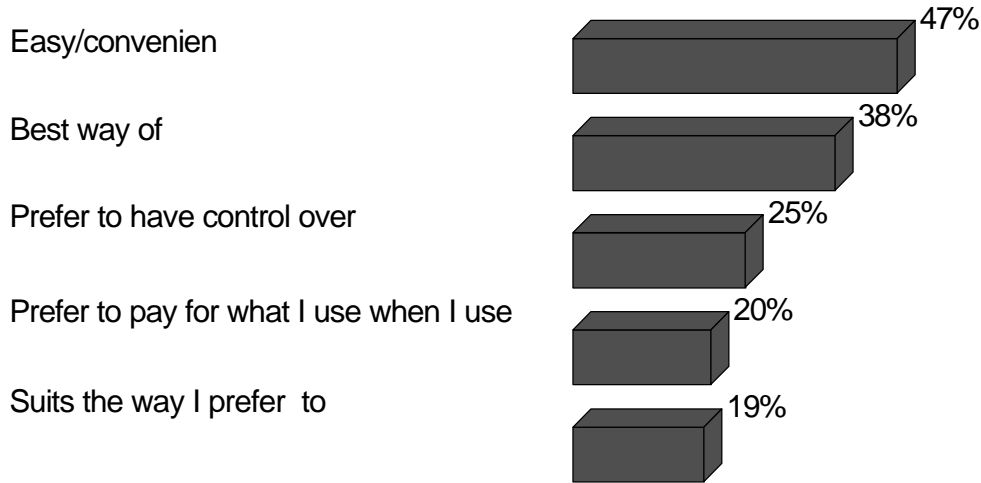 Easy/convenien
47%
Best way of
38%
Prefer to have control over
25%
Prefer to pay for what I use when I use
20%
Suits the way I prefer  to
19%